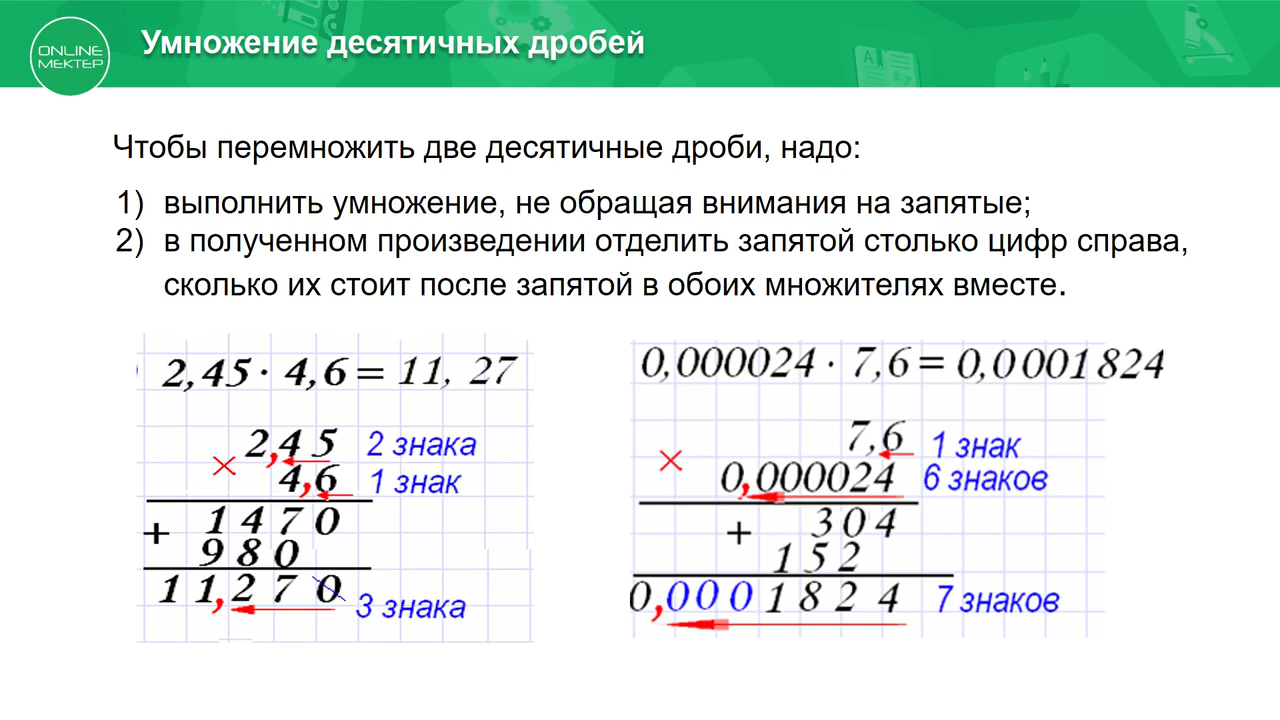 ONLINE
МЕКТЕР
Умножение десятичных дробей
Чтобы перемножить две десятичные дроби, надо:
1) выполнить умножение, не обращая внимания на запятые;
2) в полученном произведении отделить запятой столько цифр справа,
сколько их стоит после запятой в обоих множителях вместе.
2,45 · 4,6 = 11, 27
2,45 2 знака
×
4,6 1 знак
1470
+
980
11,270 3 знака
0,000024 · 7,6 = 0,0001824
7,6 1 знак
×
0,000024 6 знаков
+ 304
152
0,0001824 7 знаков